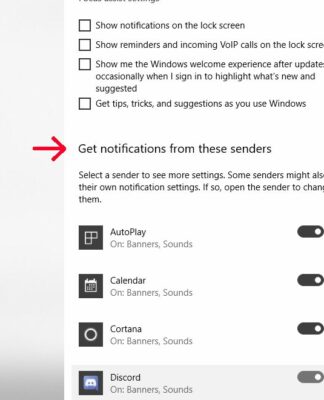 Focus assist settings
Show notifications on the lock screen
Show reminders and incoming VoIP calls on the lock scre
Show me the Windows welcome experience after updates
occasionally when I sign in to highlight what's new and
suggested
Get tips, tricks, and suggestions as you use Windows
Get notifications from these senders
Select a sender to see more settings. Some senders might als
their own notification settings. If so, open the sender to chan
them.
AutoPlay
On: Banners, Sounds
Calendar
On: Banners, Sounds
Cortana
On: Banners, Sounds
Discord
On: Banners, Sounds